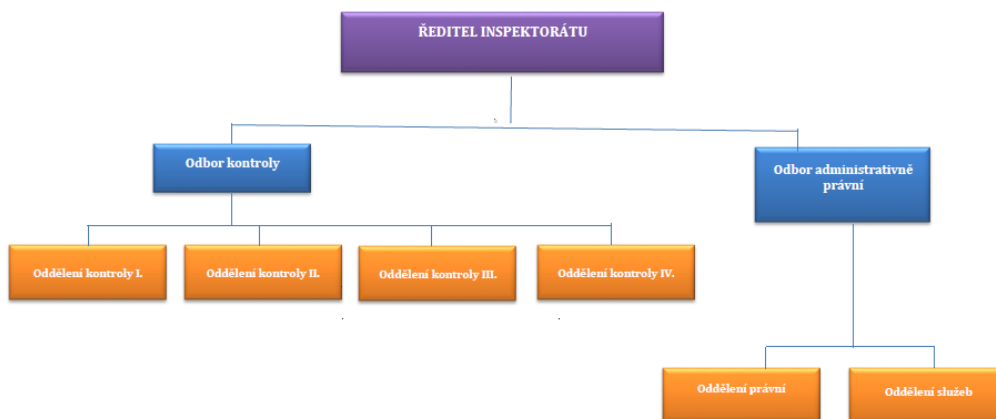 ŘEDITEL INSPEKTORÁTU
Odbor kontroly
Odbor administrativně
právní
Oddělení kontroly I.
Oddělení kontroly II.
Oddělení kontroly III.
Oddělení kontroly IV.
Oddělení právní
Oddělení služeb